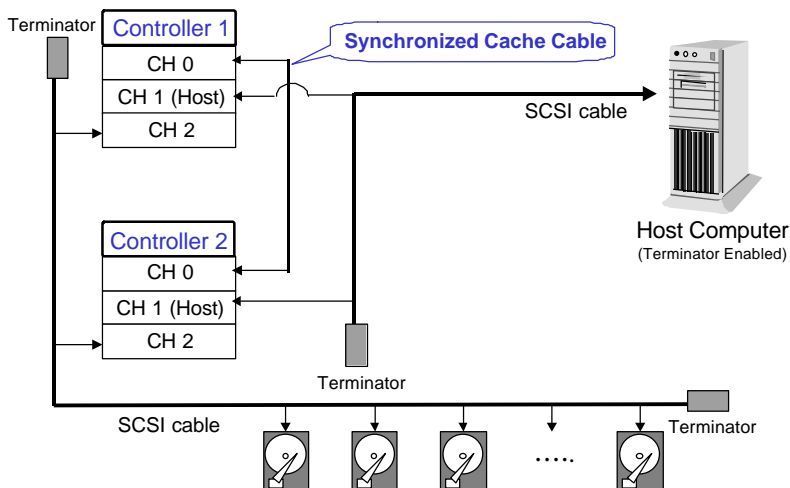 Terminator
Controller 1
CH 0
CH 1 (Host)
CH 2
Synchronized Cache Cable
SCSI cable
Host Computer
(Terminator Enabled)
Controller 2
CH 0
CH 1 (Host)
CH 2
Terminator
SCSI cable
Terminator
.....